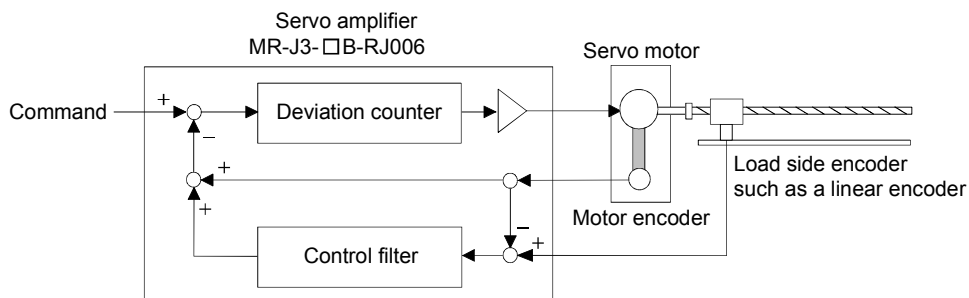 Servo amplifier
MR-J3-□B-RJ006
Servo motor
Command
+
Deviation counter
−
+
Load side encoder
such as a linear encoder
Motor encoder
+
−
+
Control filter